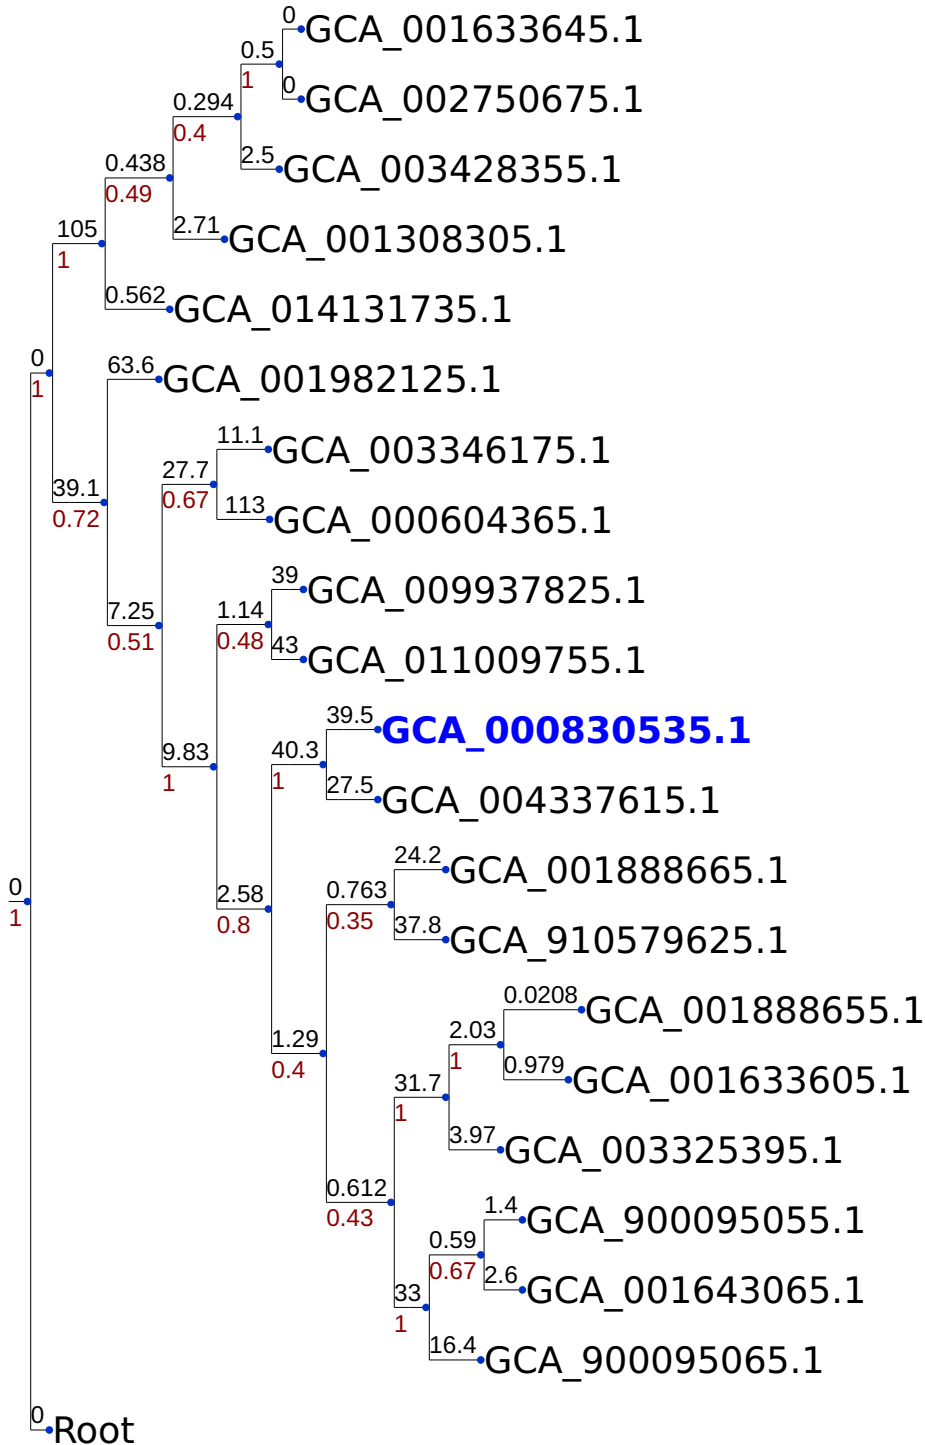 0
GCA_001633645.1
0.5
1
0
GCA_002750675.1
0.294
0.4
2.5
GCA_003428355.1
0.438
0.49
2.71
GCA_001308305.1
105
1
0.562
GCA_014131735.1
0
1
63.6
GCA_001982125.1
11.1
GCA_003346175.1
27.7
0.67
39.1
0.72
113
GCA_000604365.1
39
GCA_009937825.1
7.25
0.51
1.14
0.48
43
GCA_011009755.1
39.5
GCA_000830535.1
9.83
1
40.3
1
27.5
GCA_004337615.1
24.2
GCA_001888665.1
0
1
2.58
0.8
0.763
0.35
37.8
GCA_910579625.1
0.0208
GCA_001888655.1
1.29
0.4
2.03
1
0.979
GCA_001633605.1
31.7
1
3.97
GCA_003325395.1
0.612
0.43
1.4
GCA_900095055.1
0.59
0.67
2.6
GCA_001643065.1
33
1
16.4
GCA_900095065.1
0
Root